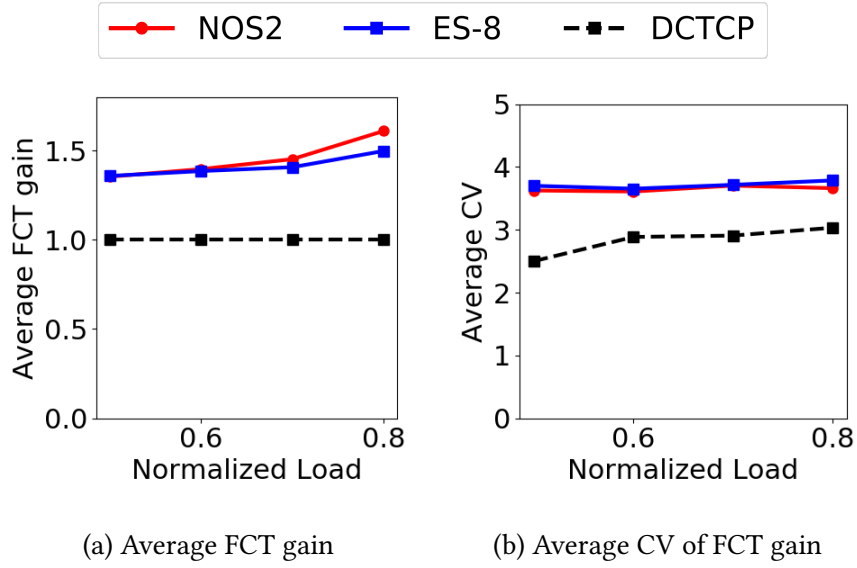 NOS2 ES-8 DCTCP
Average FCT gain
1.5
1.0
0.5
0.0
0.6 0.8
Normalized Load
(a) Average FCT gain
Average CV
5
4
3
2
1
0
0.6 0.8
Normalized Load
(b) Average CV of FCT gain